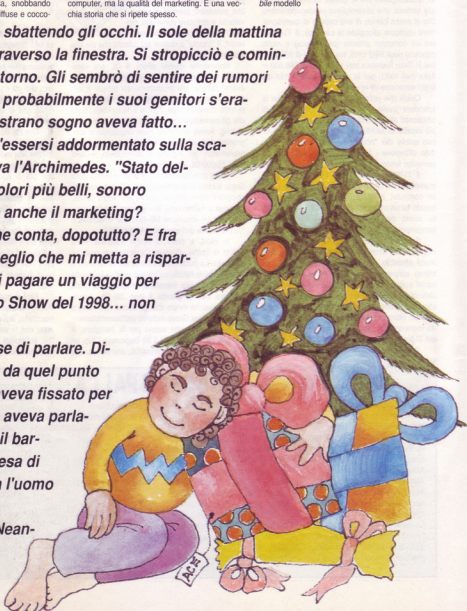 a, snobbando
iffuse e cocco-
computer, ma la qualità del marketing. È una vec-
chia storia che si ripete spesso.
bile modello
sbattendo gli occhi. Il sole della mattina
raverso la finestra. Si stropicciò e comin-
torno. Gli sembrò di sentire dei rumori
probabilmente i suoi genitori s'era-
strano sogno aveva fatto...
'essersi addormentato sulla sca-
va l'Archimedes. "Stato del-
olori più belli, sonoro
anche il marketing?
he conta, dopotutto? E fra
eglio che mi metta a rispar-
i pagare un viaggio per
o Show del 1998... non
se di parlare. Di-
da quel punto
aveva fissato per
aveva parla-
il bar-
esa di
a l'uomo
Nean-